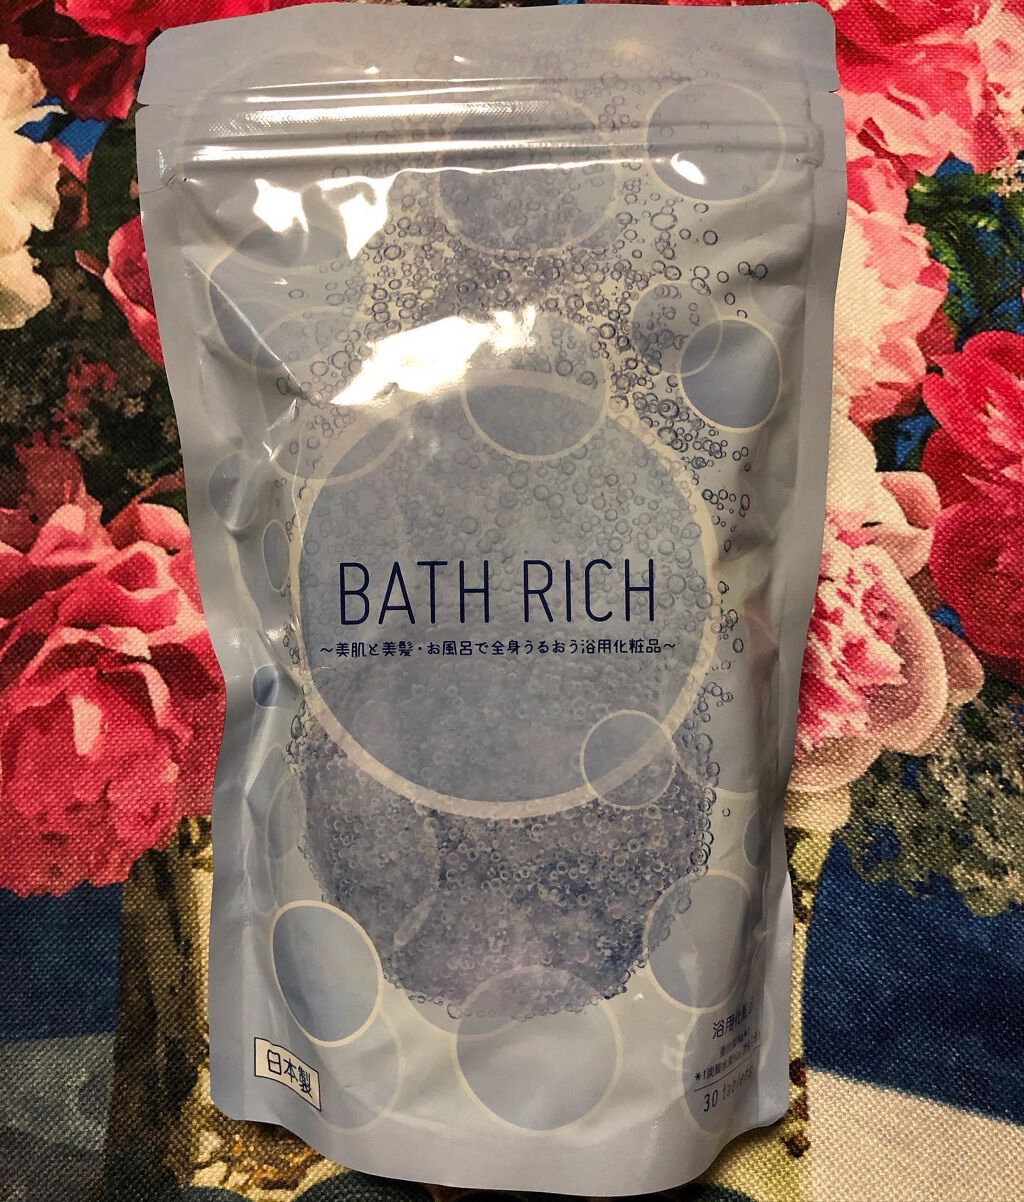 BATH RICH
～美肌と美髪・お風呂で全身うるおう浴用化粧品～
日本製
浴用化粧品
30 tablets